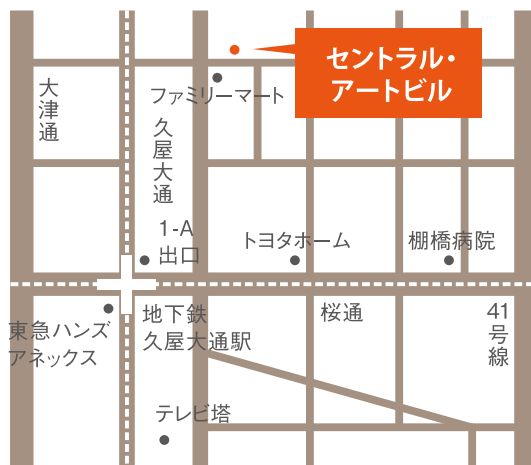 セントラル・
アートビル
大津通
ファミリーマート
久屋大通
1-A
出口
トヨタホーム
棚橋病院
地下鉄
久屋大通駅
桜通
41号線
東急ハンズ
アネックス
テレビ塔